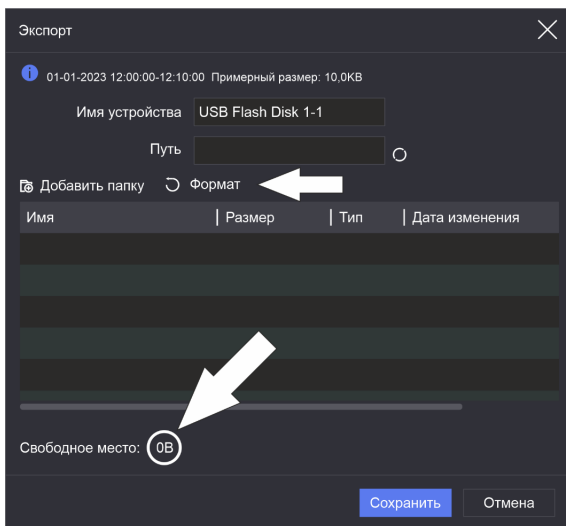 Экспорт
01-01-2023 12:00:00-12:10:00 Примерный размер: 10,0KB
Имя устройства USB Flash Disk 1-1
Путь
Добавить папку Формат
Имя Размер Тип Дата изменения
Свободное место: 0B
Сохранить Отмена